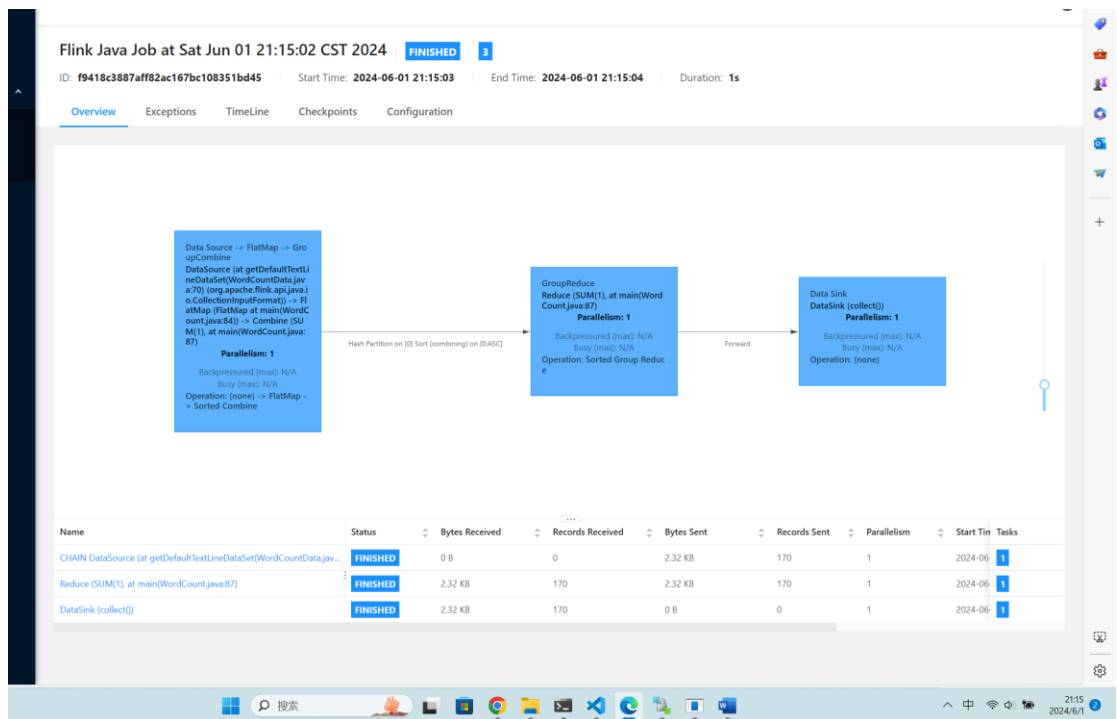 Flink Java Job at Sat Jun 01 21:15:02 CST 2024 FINISHED 3
ID: f9418c3887aff82ac167bc108351bd45 Start Time: 2024-06-01 21:15:03 End Time: 2024-06-01 21:15:04 Duration: 1s
Overview Exceptions TimeLine Checkpoints Configuration
Data Source -> FlatMap -> Gro
upCombine
DataSource (at getDefaultTextLi
neDataSet(WordCountData.jav
a:70) (org.apache.flink.api.java.i
o.CollectionInputFormat)) -> Fl
atMap (FlatMap at main(WordC
ount.java:84)) -> Combine (SU
M(1), at main(WordCount.java:
87)
Parallelism: 1
Backpressured (max): N/A
Busy (max): N/A
Operation: (none) -> FlatMap -
> Sorted Combine
Hash Partition on [0] Sort (combining) on [0:ASC]
GroupReduce
Reduce (SUM(1), at main(Word
Count.java:87)
Parallelism: 1
Backpressured (max): N/A
Busy (max): N/A
Operation: Sorted Group Reduc
e
Forward
Data Sink
DataSink (collect())
Parallelism: 1
Backpressured (max): N/A
Busy (max): N/A
Operation: (none)
Name Status Bytes Received Records Received Bytes Sent Records Sent Parallelism Start Tim Tasks
CHAIN DataSource (at getDefaultTextLineDataSet(WordCountData.jav... FINISHED 0 B 0 2.32 KB 170 1 2024-06- 1
Reduce (SUM(1), at main(WordCount.java:87) FINISHED 2.32 KB 170 2.32 KB 170 1 2024-06- 1
DataSink (collect()) FINISHED 2.32 KB 170 0 B 0 1 2024-06- 1
搜索
中
21:15
2024/6/1
2